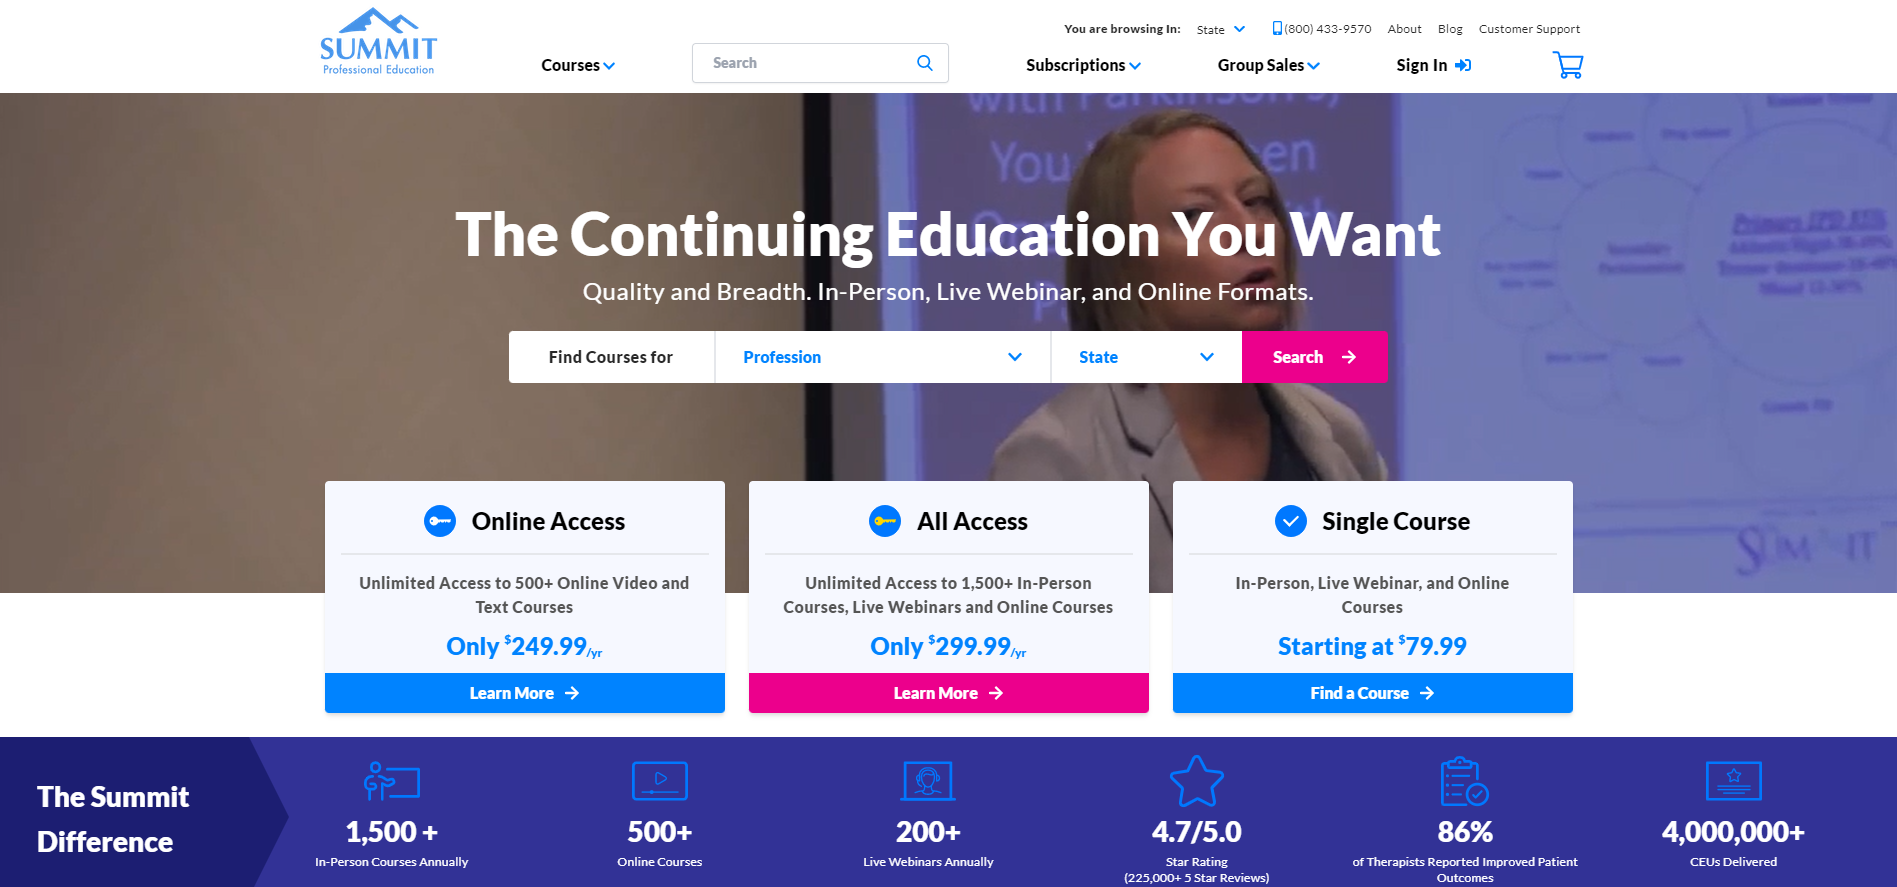 SUMMIT
Professional Education
You are browsing In:
State
(800) 433-9570
About
Blog
Customer Support
Courses
Search
Subscriptions
Group Sales
Sign In
with Parkinson's,
You
een
The Continuing Education You Want
Quality and Breadth. In-Person, Live Webinar, and Online Formats.
Find Courses for
Profession
State
Search
SUMMIT
Online Access
Unlimited Access to 500+ Online Video and
Text Courses
Only $249.99/yr
Learn More
All Access
Unlimited Access to 1,500+ In-Person
Courses, Live Webinars and Online Courses
Only $299.99/yr
Learn More
Single Course
In-Person, Live Webinar, and Online
Courses
Starting at $79.99
Find a Course
The Summit
Difference
1,500 +
In-Person Courses Annually
500+
Online Courses
200+
Live Webinars Annually
4.7/5.0
Star Rating
(225,000+ 5 Star Reviews)
86%
of Therapists Reported Improved Patient
Outcomes
4,000,000+
CEUs Delivered